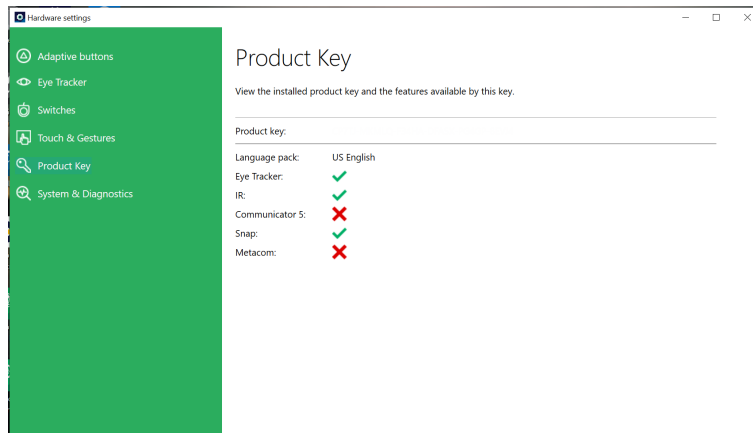 Hardware settings
Adaptive buttons
Eye Tracker
Switches
Touch & Gestures
Product Key
System & Diagnostics
Product Key
View the installed product key and the features available by this key.
Product key:
Language pack: US English
Eye Tracker:
IR:
Communicator 5:
Snap:
Metacom: